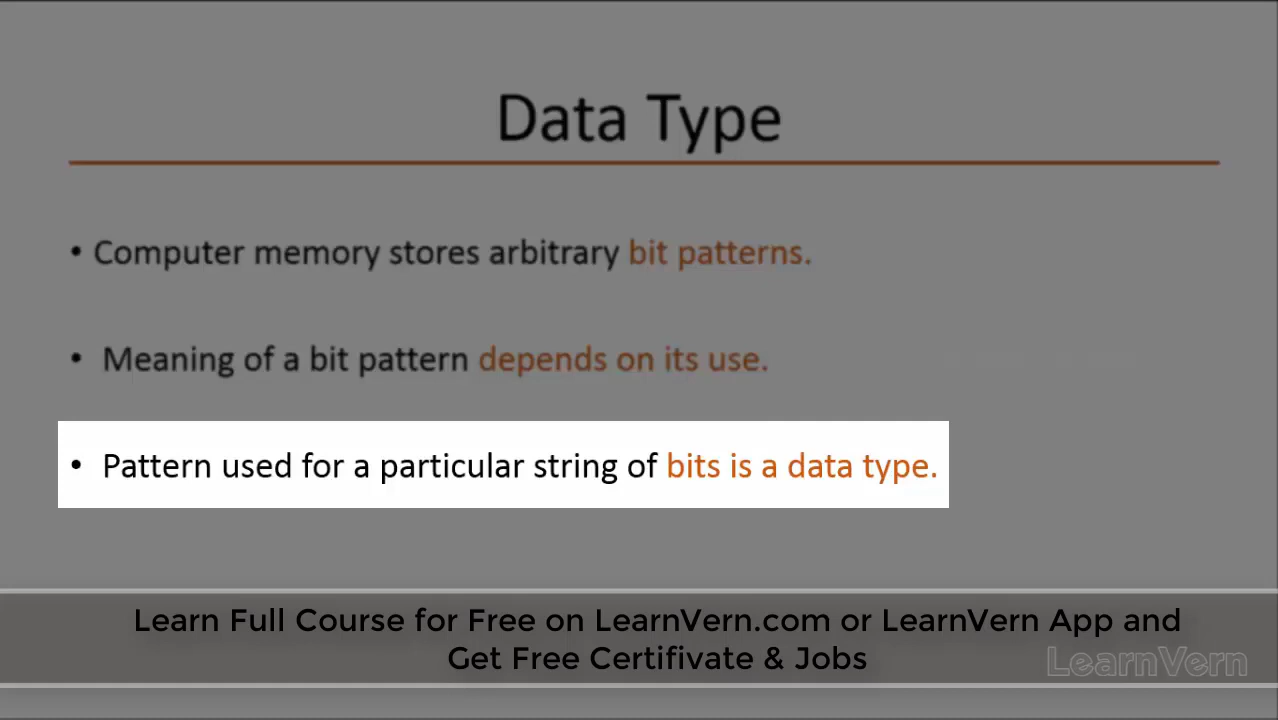 Data Type
• Computer memory stores arbitrary bit patterns.
• Meaning of a bit pattern depends on its use.
• Pattern used for a particular string of bits is a data type.
Learn Full Course for Free on LearnVern.com or LearnVern App and
Get Free Certifivate & Jobs
LearnVern